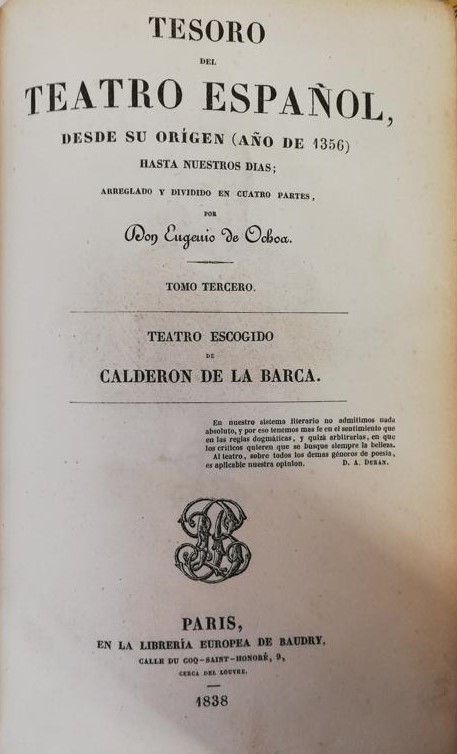 TESORO
DEL
TEATRO ESPAÑOL,
DESDE SU ORÍGEN (AÑO DE 1356)
HASTA NUESTROS DIAS;
ARREGLADO Y DIVIDIDO EN CUATRO PARTES,
POR
Don Eugenio de Ochoa.
TOMO TERCERO.
TEATRO ESCOGIDO
DE
CALDERON DE LA BARCA.
En nuestro sistema literario no admitimos nada
absoluto, y por eso tenemos mas fe en el sentimiento que
en las reglas dogmáticas, y quizá arbitrarias, en que
los críticos quieren que se busque siempre la belleza.
Al teatro, sobre todos los demas géneros de poesía,
es aplicable nuestra opinion. D. A. DURAN.
PARIS,
EN LA LIBRERÍA EUROPEA DE BAUDRY,
CALLE DU COQ-SAINT-HONORÉ, 9,
CERCA DEL LOUVRE.
1838